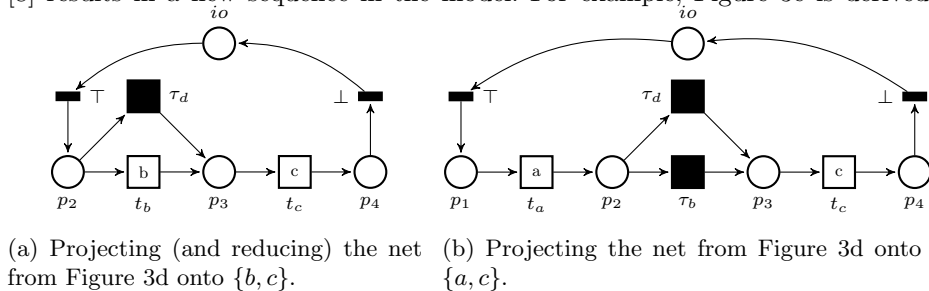 [8] results in a new sequence in the model. For example, Figure 3e is derived
io
io
⊤ τd ⊥
⊤ τd ⊥
b c
a c
p2 tb p3 tc p4
p1 ta p2 τb p3 tc p4
(a) Projecting (and reducing) the net
from Figure 3d onto {b, c}.
(b) Projecting the net from Figure 3d onto
{a, c}.